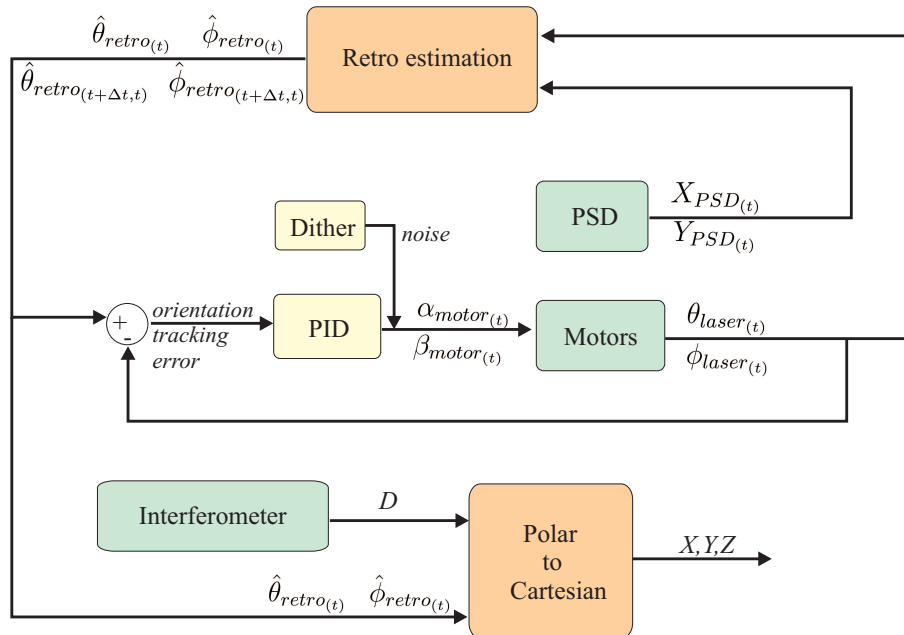 θ̂retro(t) ϕ̂retro(t)
θ̂retro(t+Δt,t) ϕ̂retro(t+Δt,t)
Retro estimation
PSD
XPSD(t)
YPSD(t)
Dither
noise
+
-
orientation
tracking
error
PID
αmotor(t)
βmotor(t)
Motors
θlaser(t)
ϕlaser(t)
Interferometer
D
Polar
to
Cartesian
X,Y,Z
θ̂retro(t) ϕ̂retro(t)